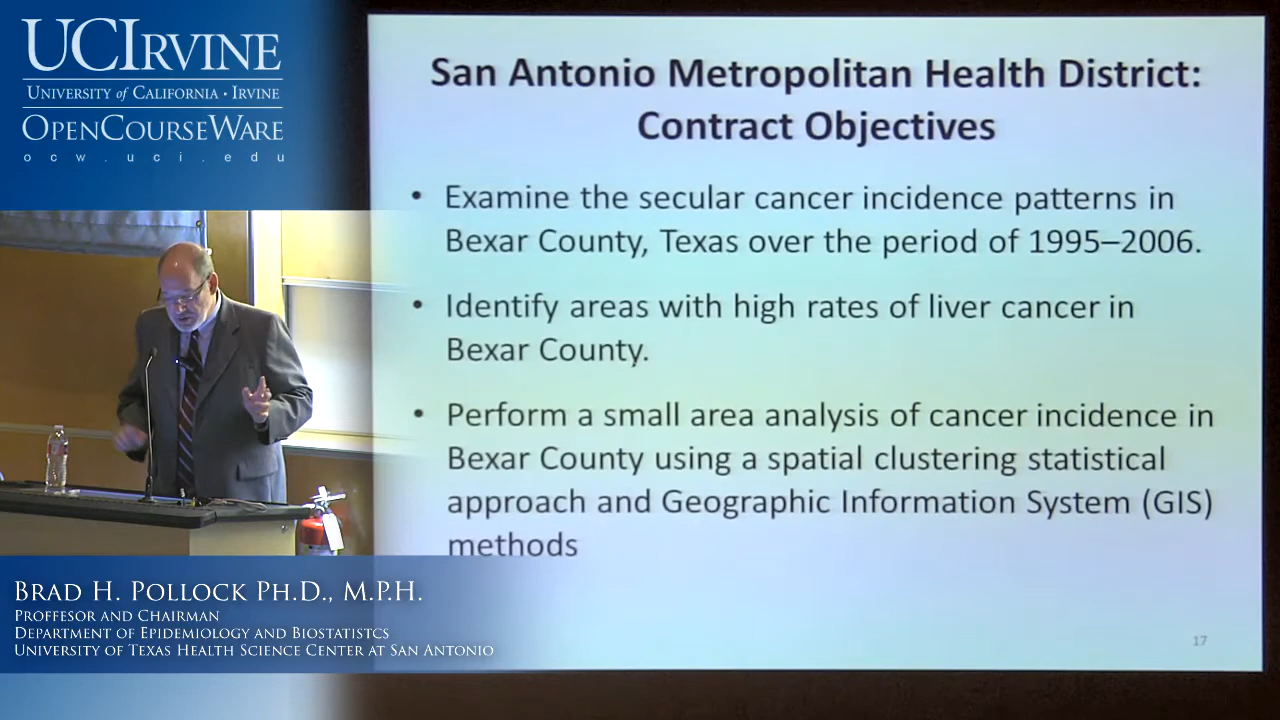 UCIRVINE
UNIVERSITY of CALIFORNIA · IRVINE
OPENCOURSEWARE
ocw.uci.edu
San Antonio Metropolitan Health District:
Contract Objectives
• Examine the secular cancer incidence patterns in
Bexar County, Texas over the period of 1995–2006.
• Identify areas with high rates of liver cancer in
Bexar County.
• Perform a small area analysis of cancer incidence in
Bexar County using a spatial clustering statistical
approach and Geographic Information System (GIS)
methods
17
BRAD H. POLLOCK PH.D., M.P.H.
PROFFESOR AND CHAIRMAN
DEPARTMENT OF EPIDEMIOLOGY AND BIOSTATISTCS
UNIVERSITY OF TEXAS HEALTH SCIENCE CENTER AT SAN ANTONIO